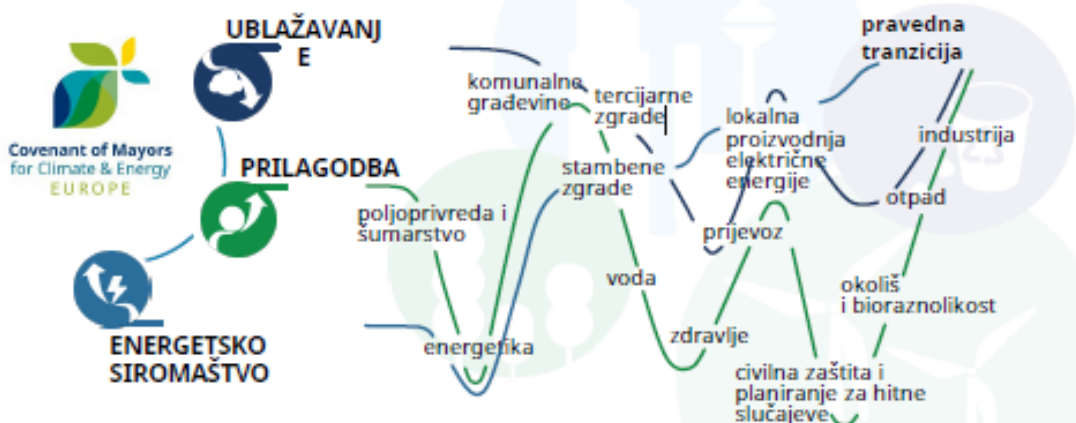 UBLAŽAVANJ
E
Covenant of Mayors
for Climate & Energy
EUROPE
PRILAGODBA
ENERGETSKO
SIROMAŠTVO
poljoprivreda i
šumarstvo
energetika
komunalne
građevine
tercijarne
zgrade
stambene
zgrade
voda
zdravlje
prijevoz
lokalna
proizvodnja
električne
energije
pravedna
tranzicija
industrija
otpad
okoliš
i bioraznolikost
civilna zaštita i
planiranje za hitne
slučajeve